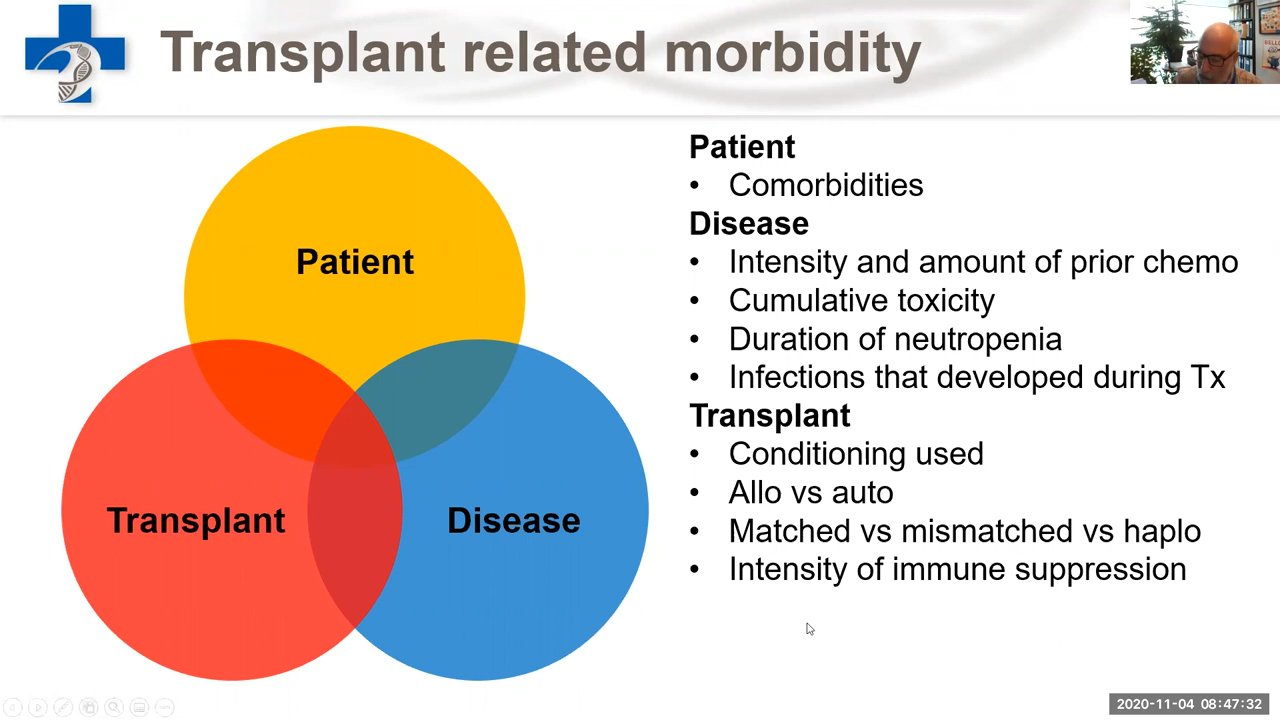 Transplant related morbidity
Patient
Transplant
Disease
Patient
• Comorbidities
Disease
• Intensity and amount of prior chemo
• Cumulative toxicity
• Duration of neutropenia
• Infections that developed during Tx
Transplant
• Conditioning used
• Allo vs auto
• Matched vs mismatched vs haplo
• Intensity of immune suppression
2020-11-04 08:47:32